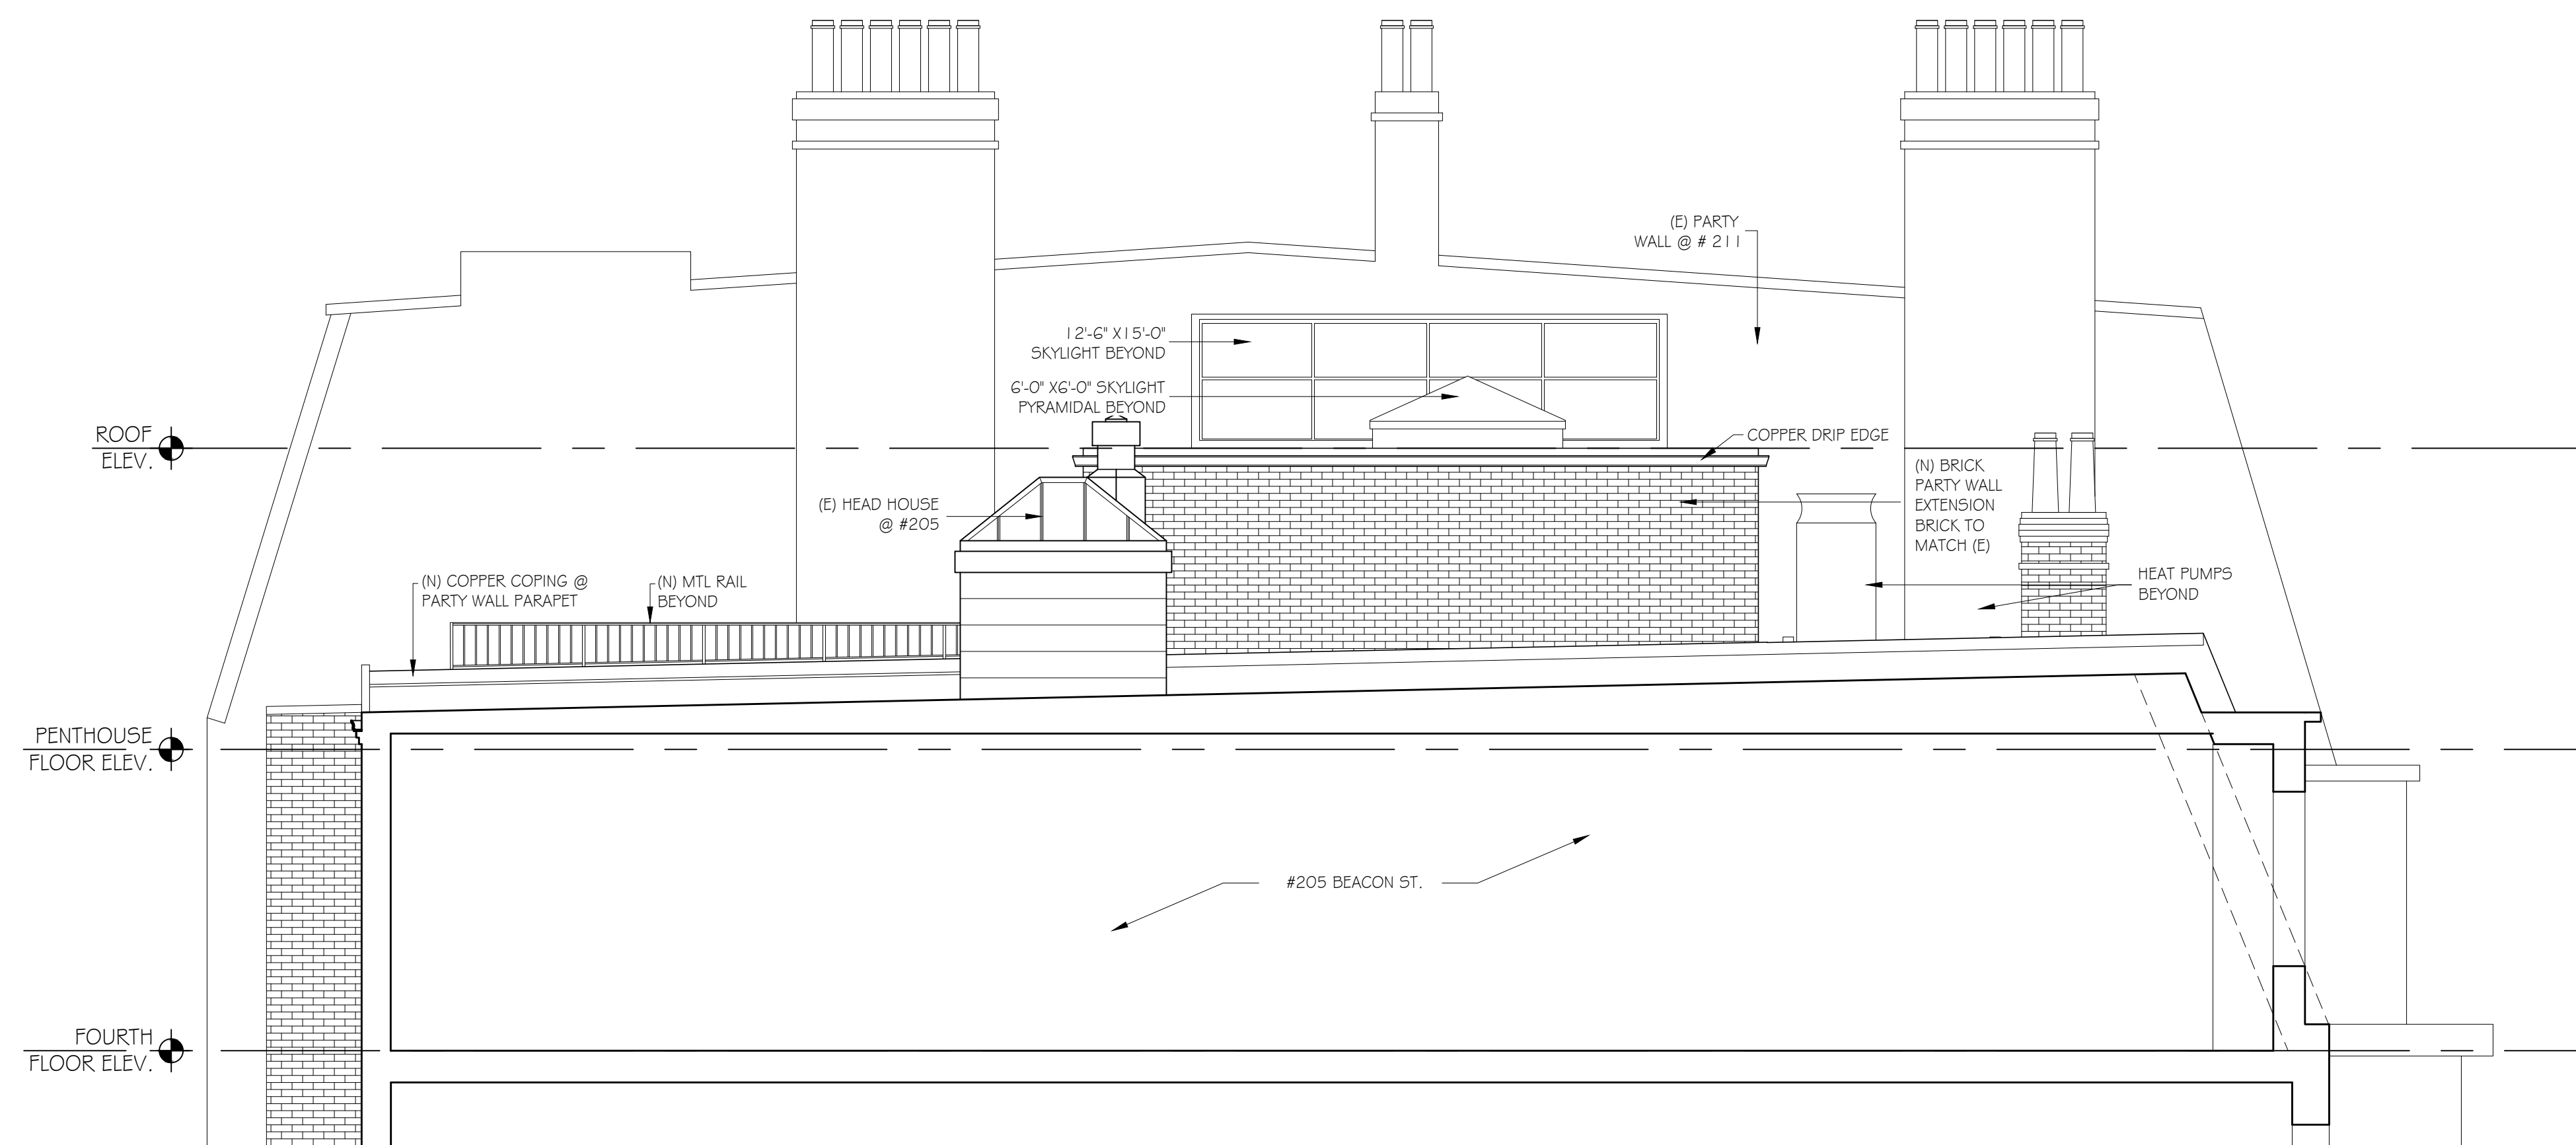 (E) PARTY
WALL @ # 211
12'-6" X15'-0"
SKYLIGHT BEYOND
6'-0" X6'-0" SKYLIGHT
PYRAMIDAL BEYOND
ROOF
ELEV.
COPPER DRIP EDGE
(N) BRICK
PARTY WALL
EXTENSION
BRICK TO
MATCH (E)
(E) HEAD HOUSE
@ #205
(N) COPPER COPING @
PARTY WALL PARAPET
(N) MTL RAIL
BEYOND
HEAT PUMPS
BEYOND
PENTHOUSE
FLOOR ELEV.
#205 BEACON ST.
FOURTH
FLOOR ELEV.